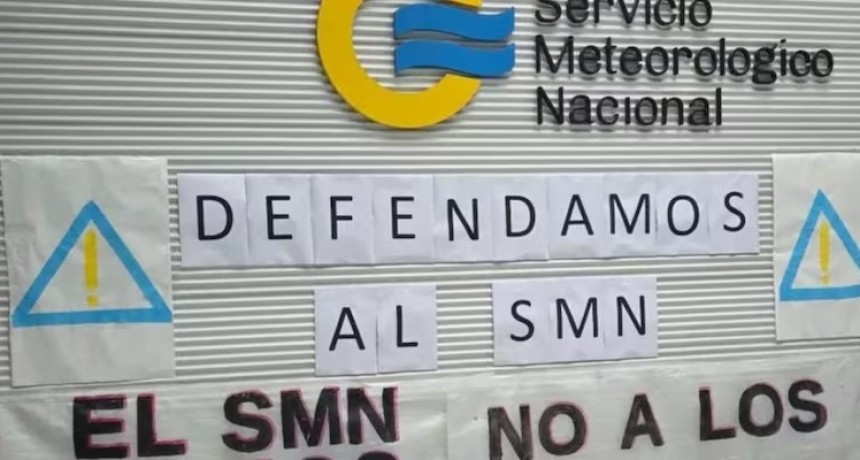 Servicio
Meteorologico
Nacional
!
!
DEFENDAMOS
AL SMN
EL SMN
NO A LOS